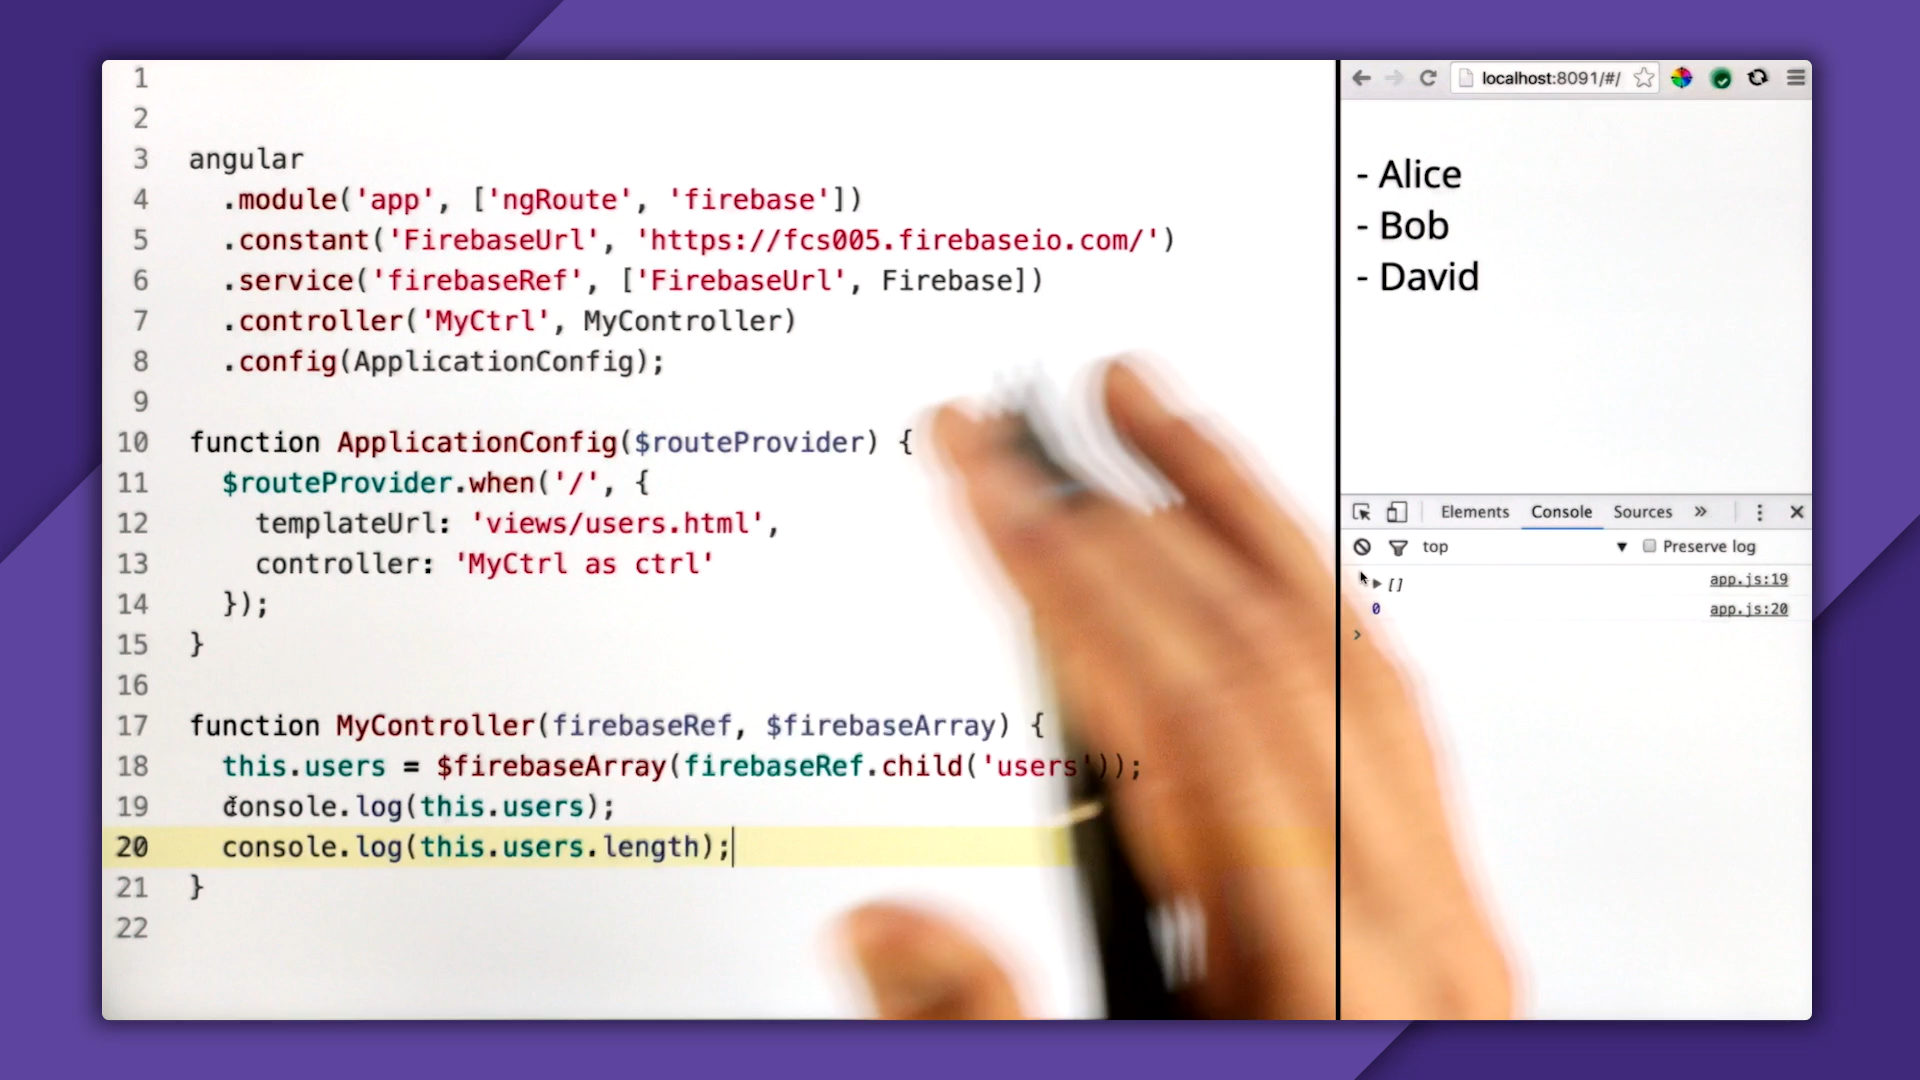 1
2
3 angular
4 .module('app', ['ngRoute', 'firebase'])
5 .constant('FirebaseUrl', 'https://fcs005.firebaseio.com/')
6 .service('firebaseRef', ['FirebaseUrl', Firebase])
7 .controller('MyCtrl', MyController)
8 .config(ApplicationConfig);
9
10 function ApplicationConfig($routeProvider) {
11 $routeProvider.when('/', {
12 templateUrl: 'views/users.html',
13 controller: 'MyCtrl as ctrl'
14 });
15 }
16
17 function MyController(firebaseRef, $firebaseArray) {
18 this.users = $firebaseArray(firebaseRef.child('users'));
19 console.log(this.users);
20 console.log(this.users.length);
21 }
22
localhost:8091/#/
- Alice
- Bob
- David
Elements Console Sources »
top Preserve log
[] app.js:19
0 app.js:20